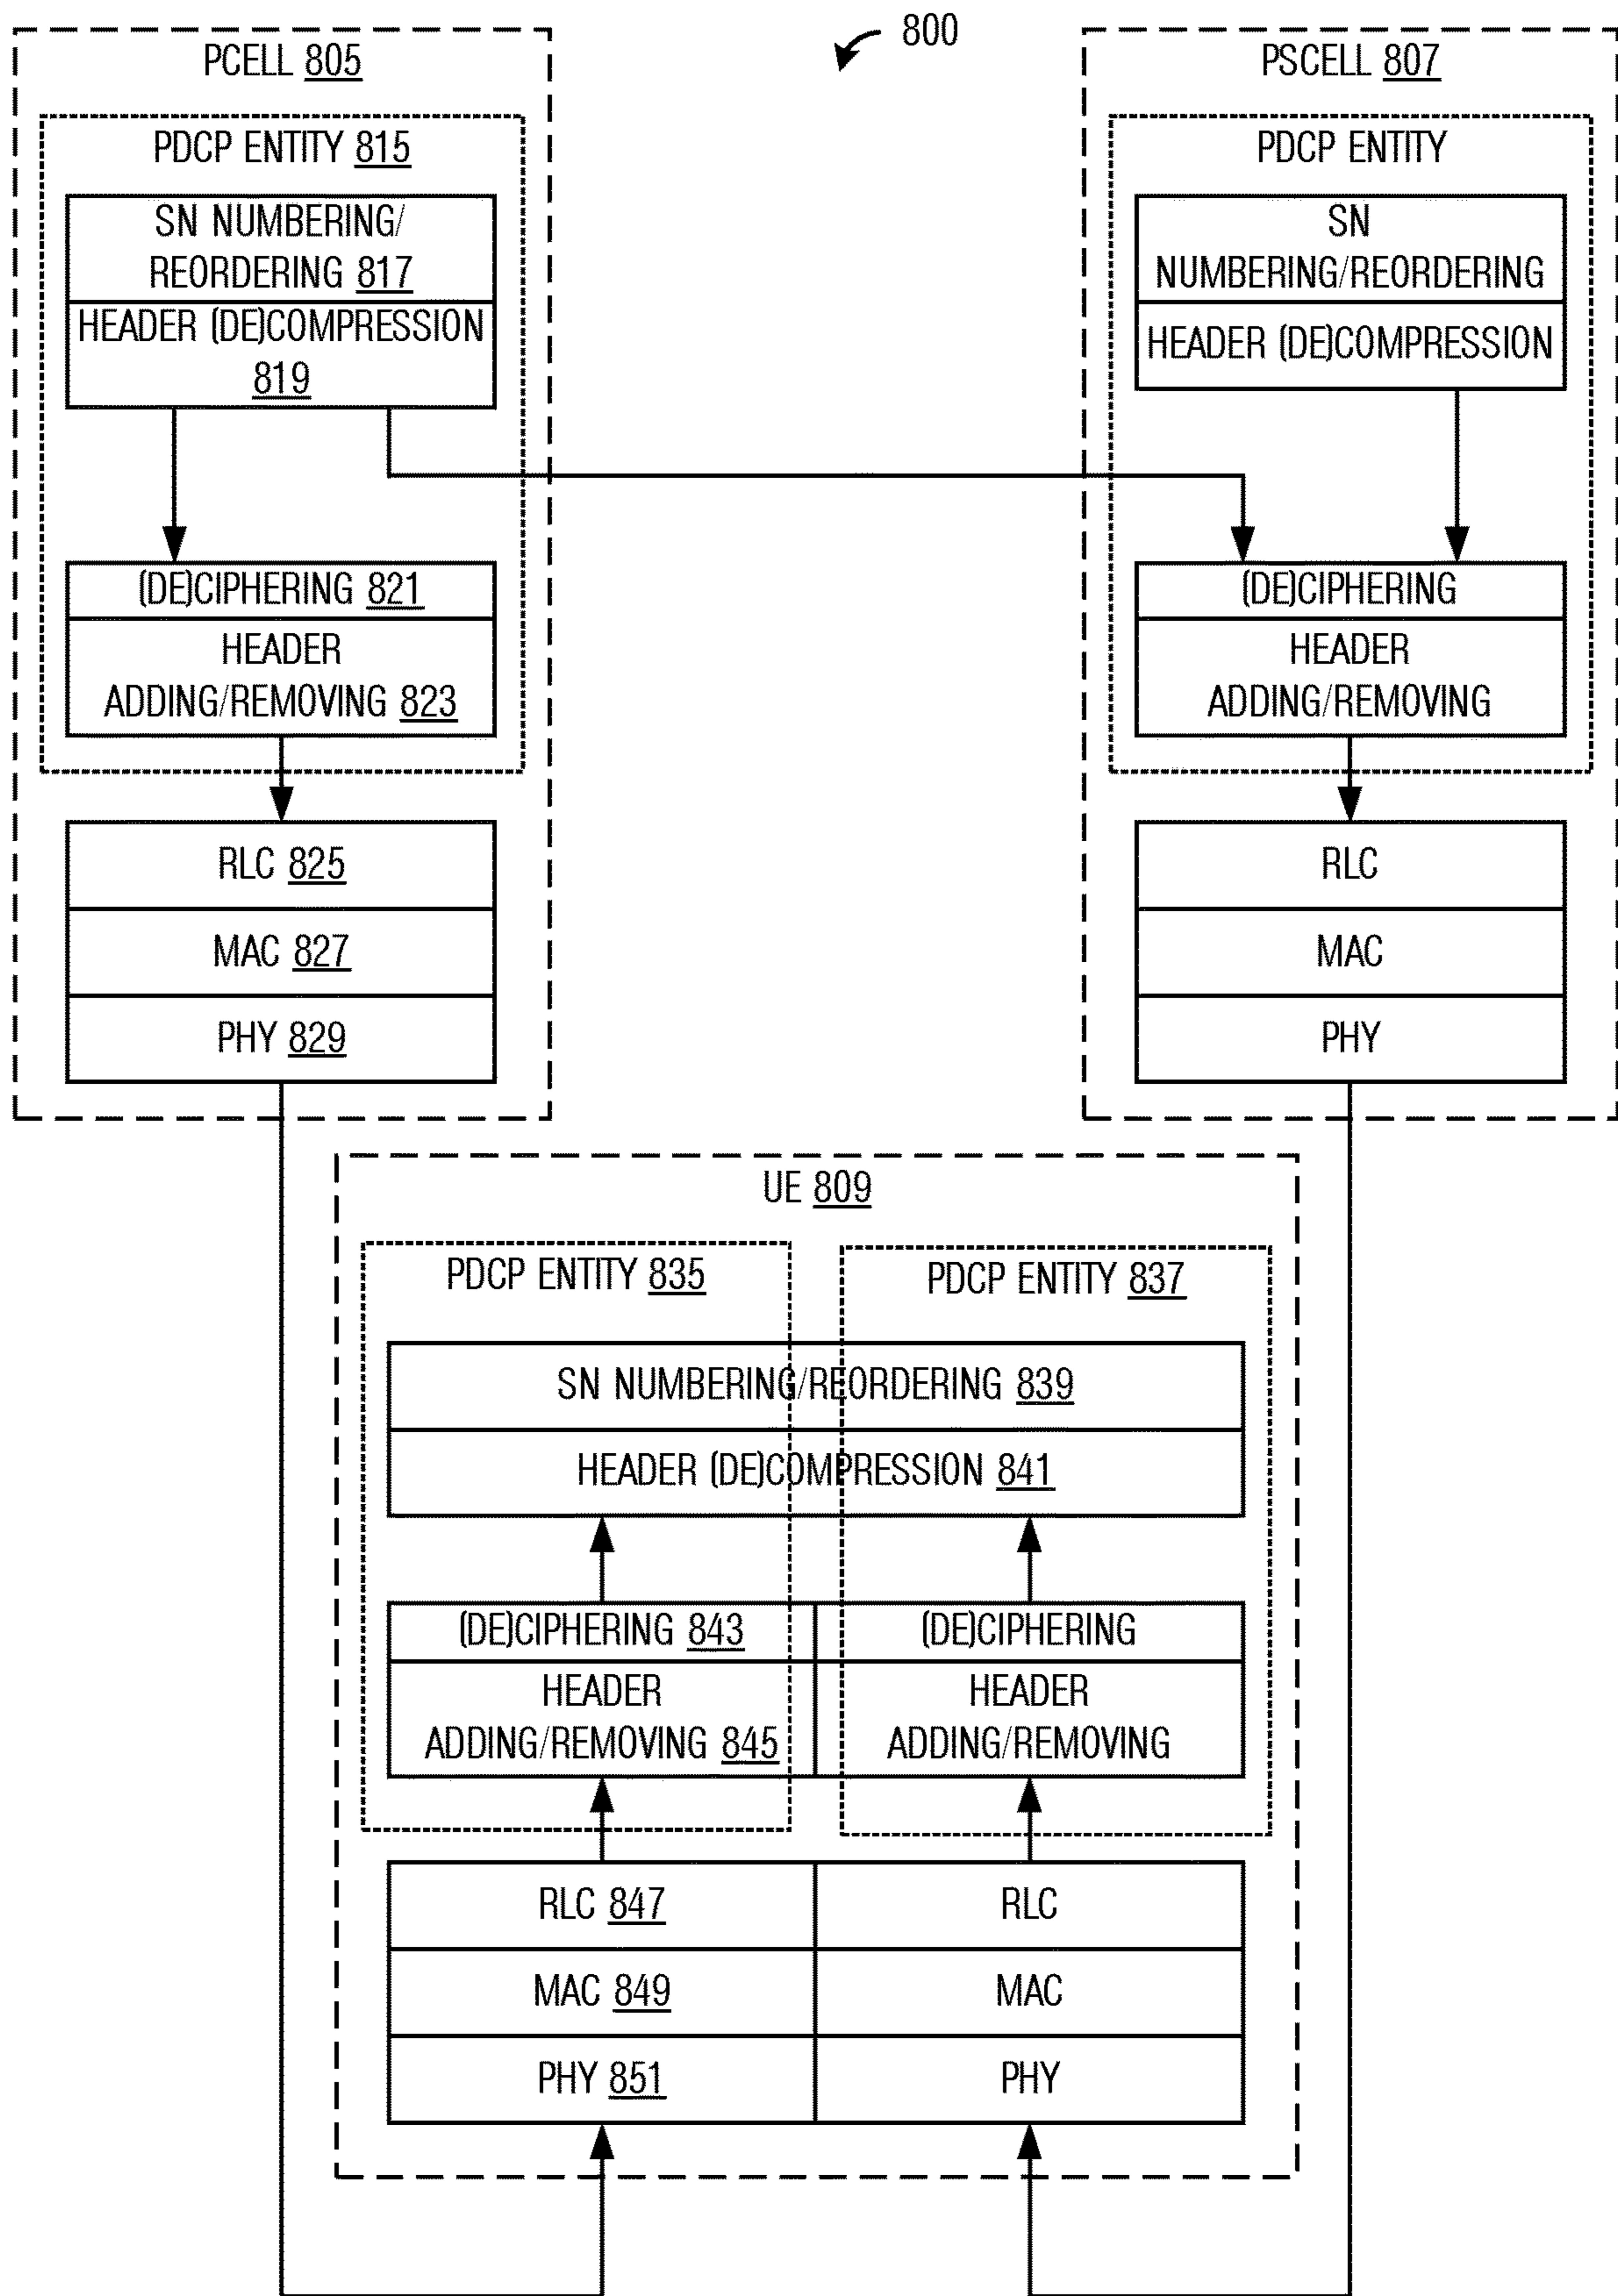 800
PCELL 805
PDCP ENTITY 815
SN NUMBERING/
REORDERING 817
HEADER (DE)COMPRESSION
819
(DE)CIPHERING 821
HEADER
ADDING/REMOVING 823
RLC 825
MAC 827
PHY 829
PSCELL 807
PDCP ENTITY
SN
NUMBERING/REORDERING
HEADER (DE)COMPRESSION
(DE)CIPHERING
HEADER
ADDING/REMOVING
RLC
MAC
PHY
UE 809
PDCP ENTITY 835
PDCP ENTITY 837
SN NUMBERING/REORDERING 839
HEADER (DE)COMPRESSION 841
(DE)CIPHERING 843
HEADER
ADDING/REMOVING 845
(DE)CIPHERING
HEADER
ADDING/REMOVING
RLC 847
MAC 849
PHY 851
RLC
MAC
PHY